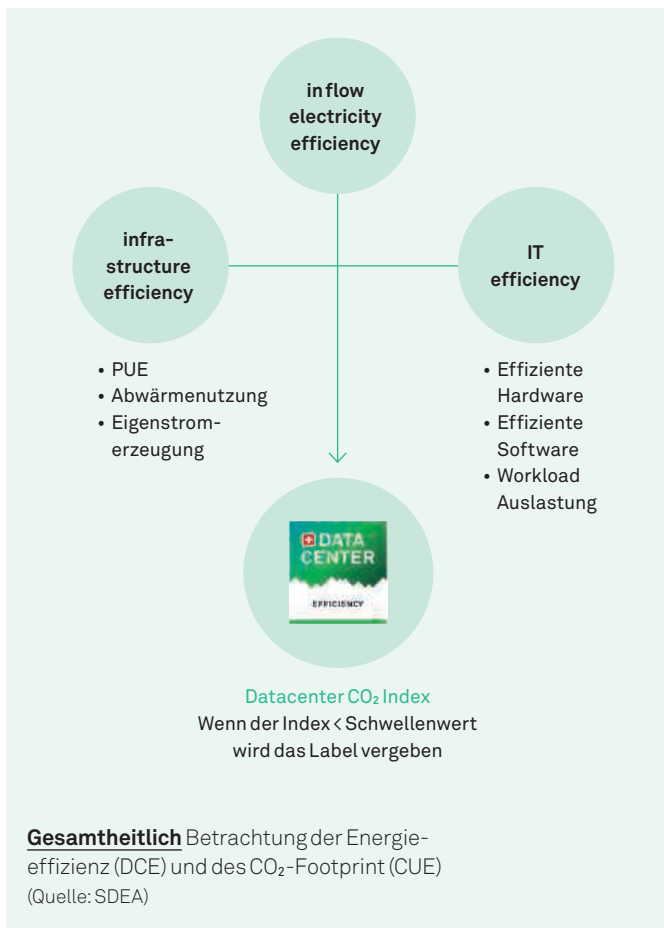 in flow
electricity
efficiency
infra-
structure
efficiency
IT
efficiency
• PUE
• Abwärmenutzung
• Eigenstrom-
erzeugung
• Effiziente
Hardware
• Effiziente
Software
• Workload
Auslastung
DATA
CENTER
EFFICIENCY
Datacenter CO₂ Index
Wenn der Index < Schwellenwert
wird das Label vergeben
Gesamtheitlich Betrachtung der Energie-
effizienz (DCE) und des CO₂-Footprint (CUE)
(Quelle: SDEA)